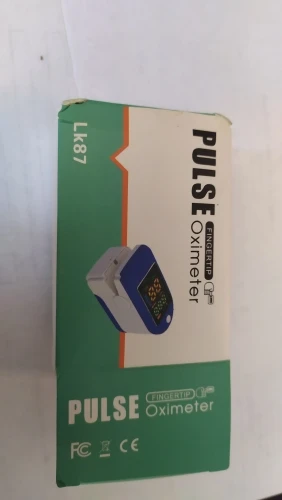 Lk87
PULSE
FINGERTIP
Oximeter
PULSE FINGERTIP
Oximeter
FC CE